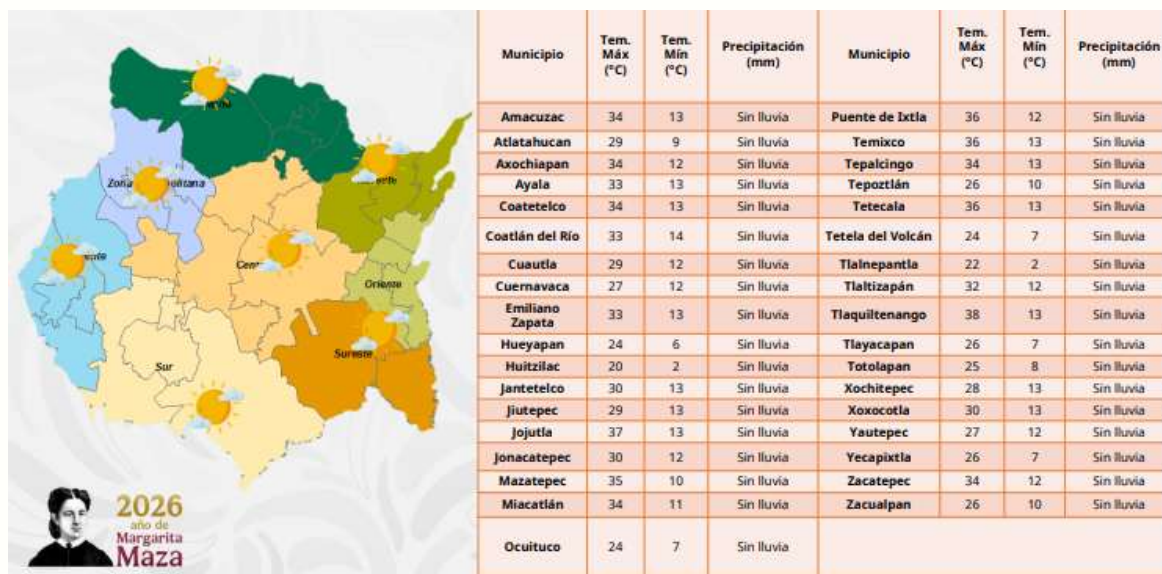 Zona
olitana
Cen
Oriente
Sureste
Sur
2026
año de
Margarita
Maza
Municipio Tem. Máx (°C) Tem. Mín (°C) Precipitación (mm) Municipio Tem. Máx (°C) Tem. Mín (°C) Precipitación (mm)
Amacuzac 34 13 Sin lluvia Puente de Ixtla 36 12 Sin lluvia
Atlatahucan 29 9 Sin lluvia Temixco 36 13 Sin lluvia
Axochiapan 34 12 Sin lluvia Tepalcingo 34 13 Sin lluvia
Ayala 33 13 Sin lluvia Tepoztlán 26 10 Sin lluvia
Coatetelco 34 13 Sin lluvia Tetecala 36 13 Sin lluvia
Coatlán del Río 33 14 Sin lluvia Tetela del Volcán 24 7 Sin lluvia
Cuautla 29 12 Sin lluvia Tlalnepantla 22 2 Sin lluvia
Cuernavaca 27 12 Sin lluvia Tlaltizapán 32 12 Sin lluvia
Emiliano Zapata 33 13 Sin lluvia Tlaquiltenango 38 13 Sin lluvia
Hueyapan 24 6 Sin lluvia Tlayacapan 26 7 Sin lluvia
Huitzilac 20 2 Sin lluvia Totolapan 25 8 Sin lluvia
Jantetelco 30 13 Sin lluvia Xochitepec 28 13 Sin lluvia
Jiutepec 29 13 Sin lluvia Xoxocotla 30 13 Sin lluvia
Jojutla 37 13 Sin lluvia Yautepec 27 12 Sin lluvia
Jonacatepec 30 12 Sin lluvia Yecapixtla 26 7 Sin lluvia
Mazatepec 35 10 Sin lluvia Zacatepec 34 12 Sin lluvia
Miacatlán 34 11 Sin lluvia Zacualpan 26 10 Sin lluvia
Ocuituco 24 7 Sin lluvia